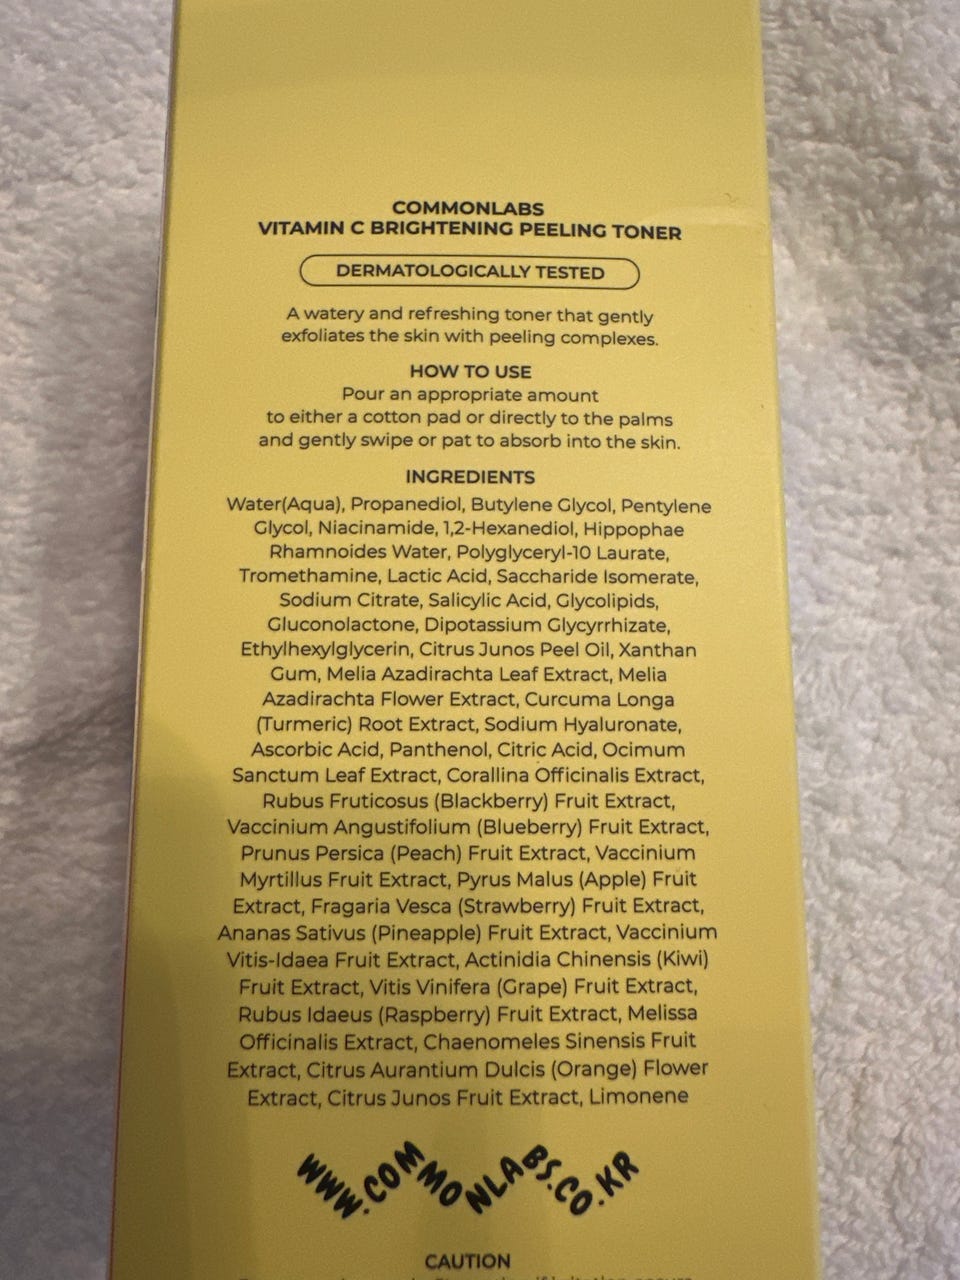 COMMONLABS
VITAMIN C BRIGHTENING PEELING TONER
DERMATOLOGICALLY TESTED
A watery and refreshing toner that gently
exfoliates the skin with peeling complexes.
HOW TO USE
Pour an appropriate amount
to either a cotton pad or directly to the palms
and gently swipe or pat to absorb into the skin.
INGREDIENTS
Water(Aqua), Propanediol, Butylene Glycol, Pentylene
Glycol, Niacinamide, 1,2-Hexanediol, Hippophae
Rhamnoides Water, Polyglyceryl-10 Laurate,
Tromethamine, Lactic Acid, Saccharide Isomerate,
Sodium Citrate, Salicylic Acid, Glycolipids,
Gluconolactone, Dipotassium Glycyrrhizate,
Ethylhexylglycerin, Citrus Junos Peel Oil, Xanthan
Gum, Melia Azadirachta Leaf Extract, Melia
Azadirachta Flower Extract, Curcuma Longa
(Turmeric) Root Extract, Sodium Hyaluronate,
Ascorbic Acid, Panthenol, Citric Acid, Ocimum
Sanctum Leaf Extract, Corallina Officinalis Extract,
Rubus Fruticosus (Blackberry) Fruit Extract,
Vaccinium Angustifolium (Blueberry) Fruit Extract,
Prunus Persica (Peach) Fruit Extract, Vaccinium
Myrtillus Fruit Extract, Pyrus Malus (Apple) Fruit
Extract, Fragaria Vesca (Strawberry) Fruit Extract,
Ananas Sativus (Pineapple) Fruit Extract, Vaccinium
Vitis-Idaea Fruit Extract, Actinidia Chinensis (Kiwi)
Fruit Extract, Vitis Vinifera (Grape) Fruit Extract,
Rubus Idaeus (Raspberry) Fruit Extract, Melissa
Officinalis Extract, Chaenomeles Sinensis Fruit
Extract, Citrus Aurantium Dulcis (Orange) Flower
Extract, Citrus Junos Fruit Extract, Limonene
WWW.COMMONLABS.CO.KR
CAUTION